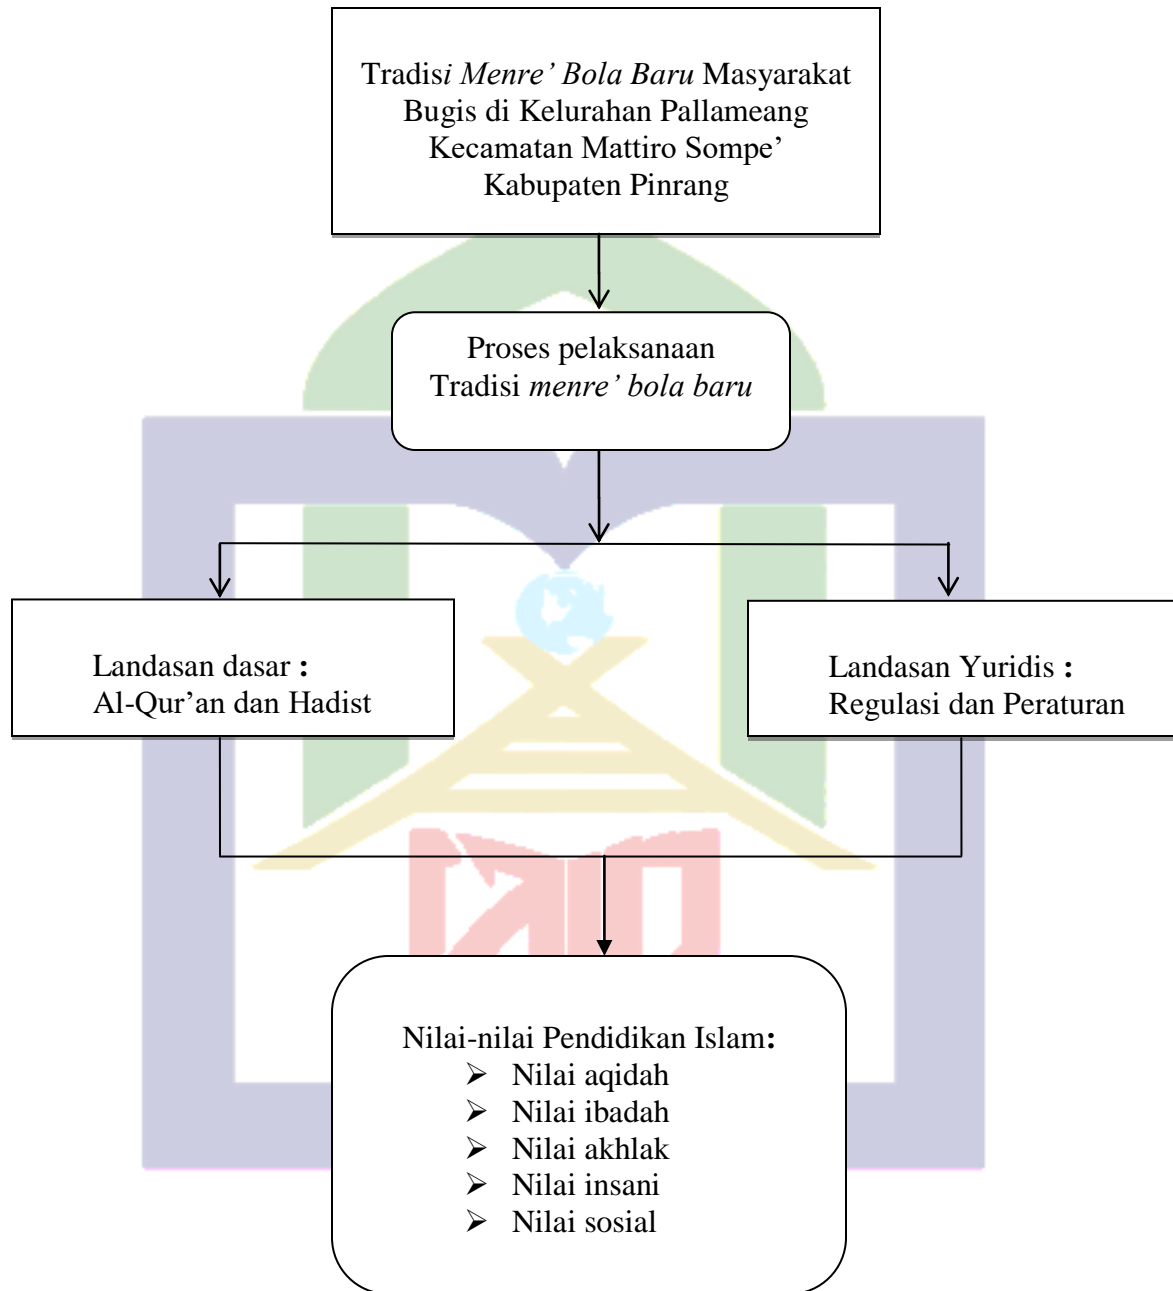 Tradisi Menre’ Bola Baru Masyarakat
Bugis di Kelurahan Pallameang
Kecamatan Mattiro Sompe’
Kabupaten Pinrang
Proses pelaksanaan
Tradisi menre’ bola baru
Landasan dasar :
Al-Qur’an dan Hadist
Landasan Yuridis :
Regulasi dan Peraturan
Nilai-nilai Pendidikan Islam:
➢ Nilai aqidah
➢ Nilai ibadah
➢ Nilai akhlak
➢ Nilai insani
➢ Nilai sosial